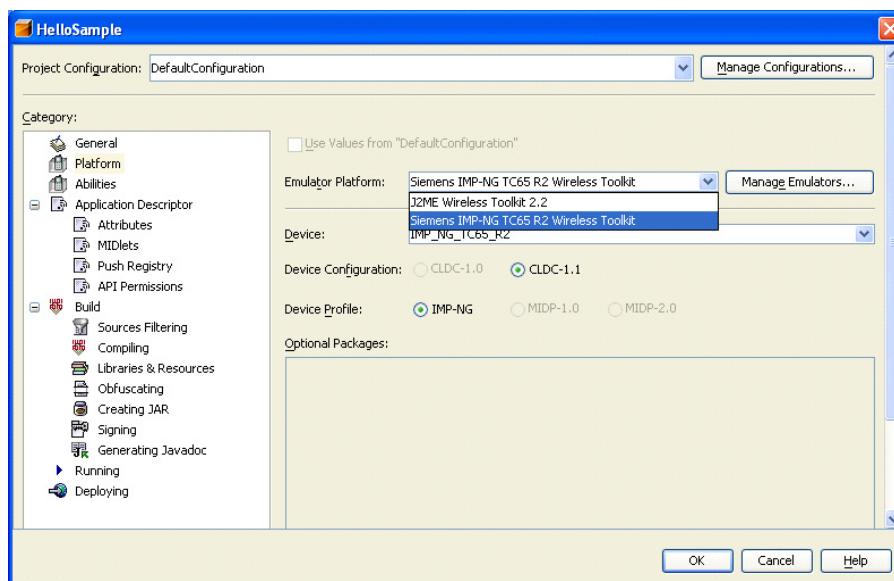 HelloSample
Project Configuration: DefaultConfiguration Manage Configurations...
Category:
General
Platform
Abilities
Application Descriptor
Attributes
MIDlets
Push Registry
API Permissions
Build
Sources Filtering
Compiling
Libraries & Resources
Obfuscating
Creating JAR
Signing
Generating Javadoc
Running
Deploying
Use Values from "DefaultConfiguration"
Emulator Platform: Siemens IMP-NG TC65 R2 Wireless Toolkit Manage Emulators...
J2ME Wireless Toolkit 2.2
Siemens IMP-NG TC65 R2 Wireless Toolkit
Device: IMP_NG_TC65_R2
Device Configuration: CLDC-1.0 CLDC-1.1
Device Profile: IMP-NG MIDP-1.0 MIDP-2.0
Optional Packages:
OK Cancel Help